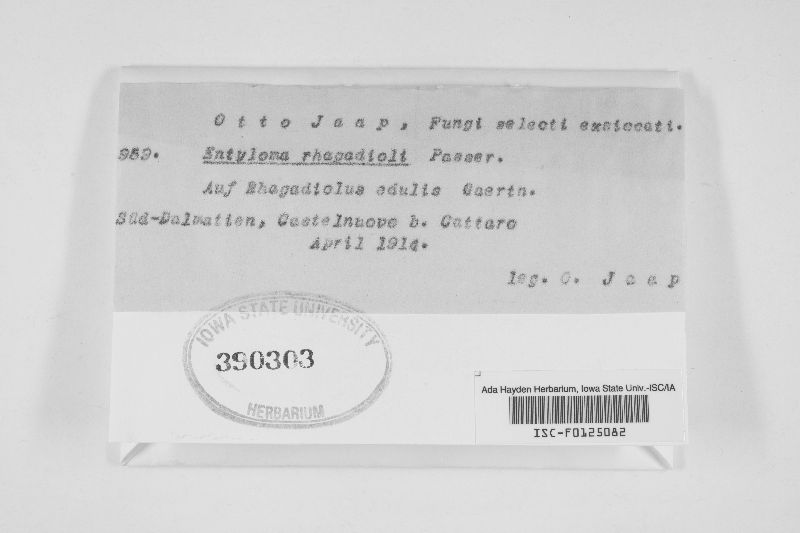 Otto Jaap, Fungi selecti exsiccati.
959. Entyloma rhagadioli Passer.
Auf Rhagadiolus edulis Gaertn.
Süd-Dalmatien, Castelnuovo b. Cattaro
April 1914.
leg. O. Jaap
IOWA STATE UNIVERSITY
390303
HERBARIUM
Ada Hayden Herbarium, Iowa State Univ.-ISC/IA
ISC-F0125082